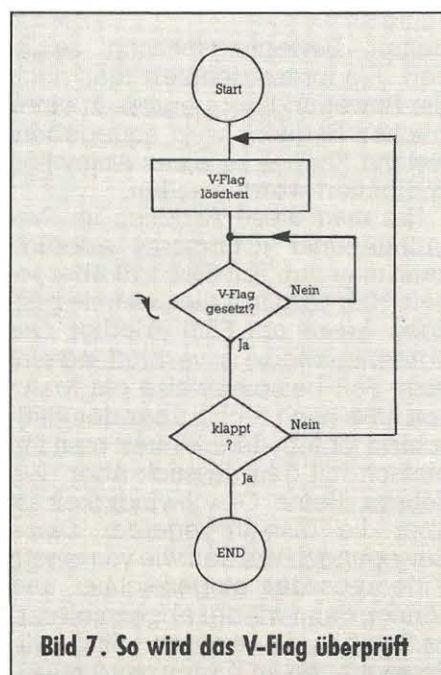 Start
V-Flag
löschen
V-Flag
gesetzt?
Nein
Ja
klappt
?
Nein
Ja
END
Bild 7. So wird das V-Flag überprüft